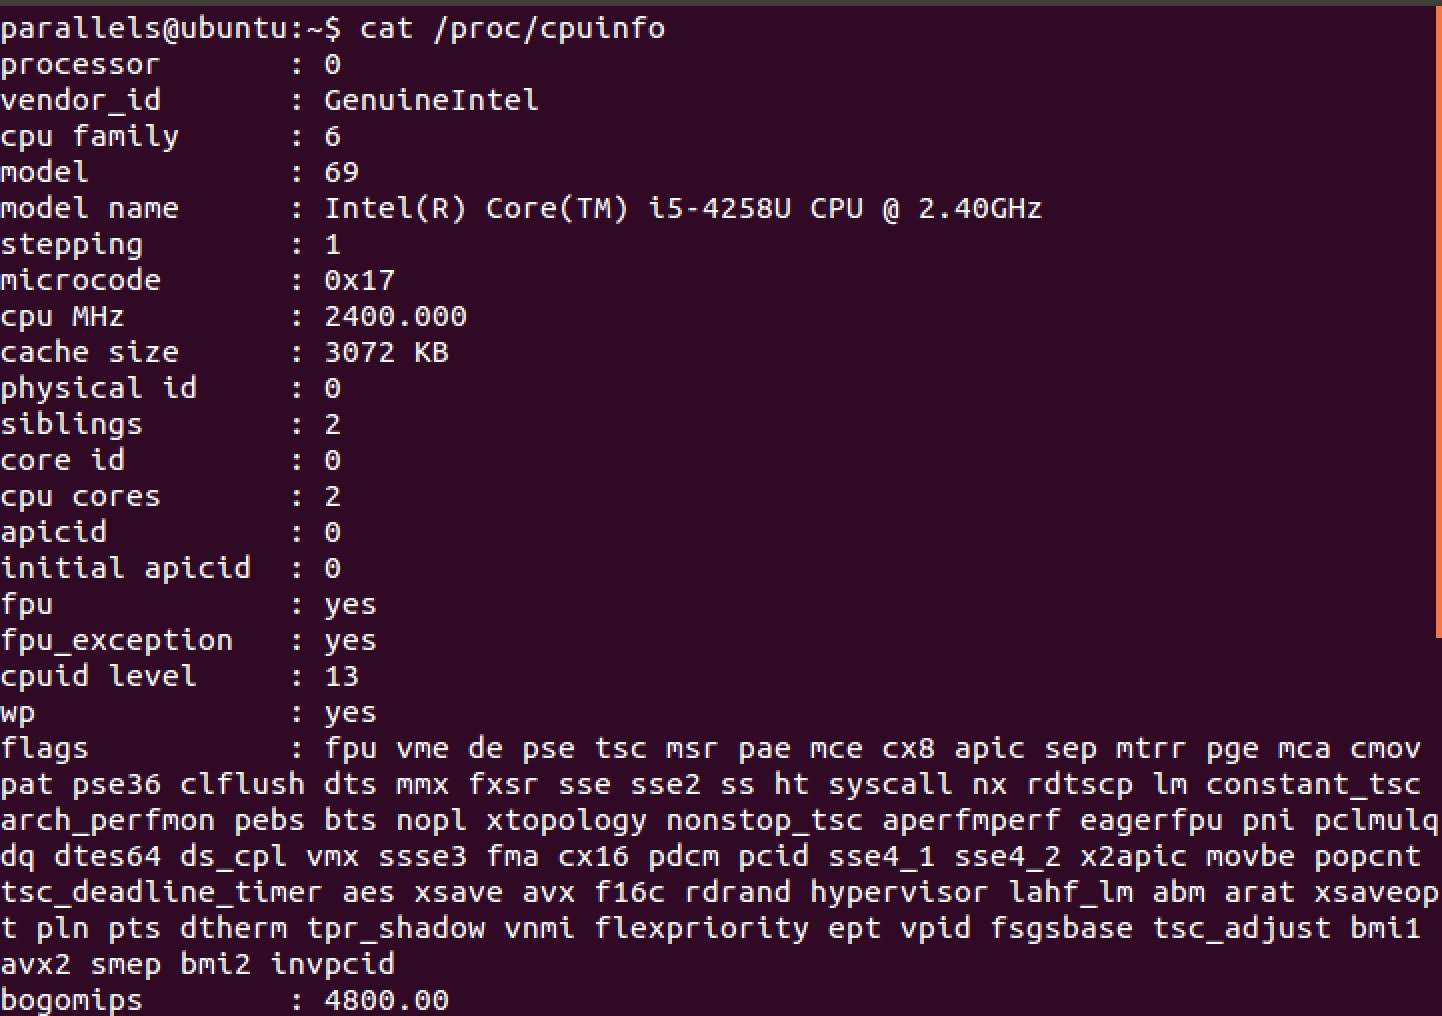 parallels@ubuntu:~$ cat /proc/cpuinfo
processor : 0
vendor_id : GenuineIntel
cpu family : 6
model : 69
model name : Intel(R) Core(TM) i5-4258U CPU @ 2.40GHz
stepping : 1
microcode : 0x17
cpu MHz : 2400.000
cache size : 3072 KB
physical id : 0
siblings : 2
core id : 0
cpu cores : 2
apicid : 0
initial apicid : 0
fpu : yes
fpu_exception : yes
cpuid level : 13
wp : yes
flags : fpu vme de pse tsc msr pae mce cx8 apic sep mtrr pge mca cmov
pat pse36 clflush dts mmx fxsr sse sse2 ss ht syscall nx rdtscp lm constant_tsc
arch_perfmon pebs bts nopl xtopology nonstop_tsc aperfmperf eagerfpu pni pclmulq
dq dtes64 ds_cpl vmx ssse3 fma cx16 pdcm pcid sse4_1 sse4_2 x2apic movbe popcnt
tsc_deadline_timer aes xsave avx f16c rdrand hypervisor lahf_lm abm arat xsaveop
t pln pts dtherm tpr_shadow vnmi flexpriority ept vpid fsgsbase tsc_adjust bmi1
avx2 smep bmi2 invpcid
bogomips : 4800.00